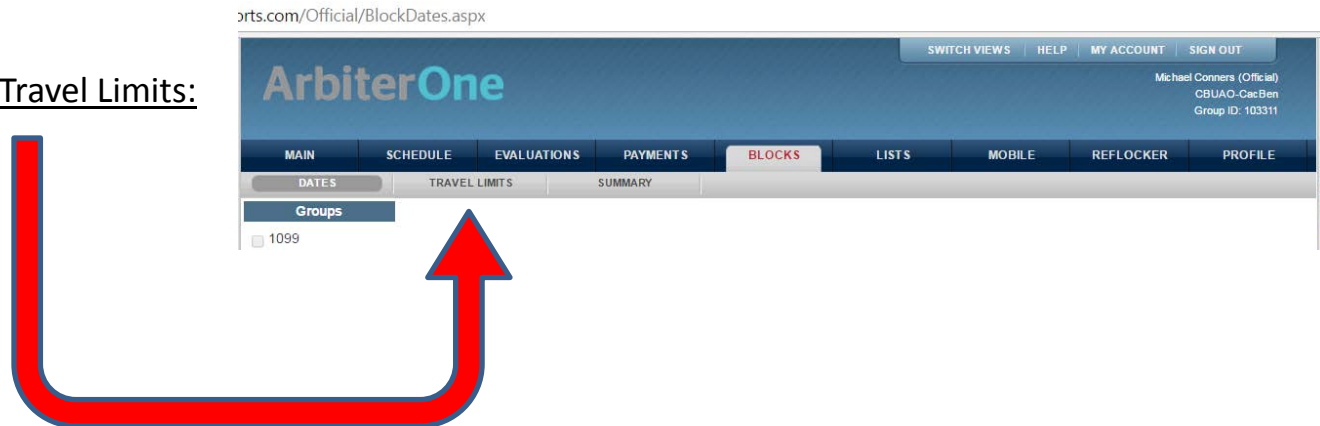 orts.com/Official/BlockDates.aspx
SWITCH VIEWS HELP MY ACCOUNT SIGN OUT
Travel Limits:
ArbiterOne
Michael Conners (Official)
CBUAO-CacBen
Group ID: 103311
MAIN SCHEDULE EVALUATIONS PAYMENTS BLOCKS LISTS MOBILE REFLOCKER PROFILE
DATES TRAVEL LIMITS SUMMARY
Groups
1099